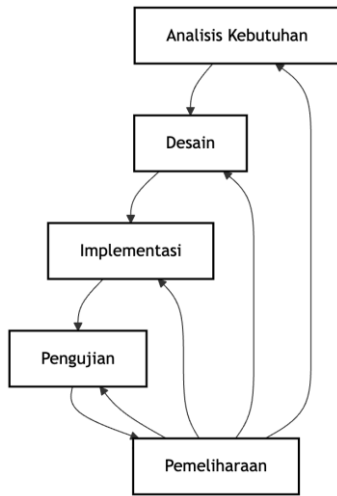 Analisis Kebutuhan
Desain
Implementasi
Pengujian
Pemeliharaan